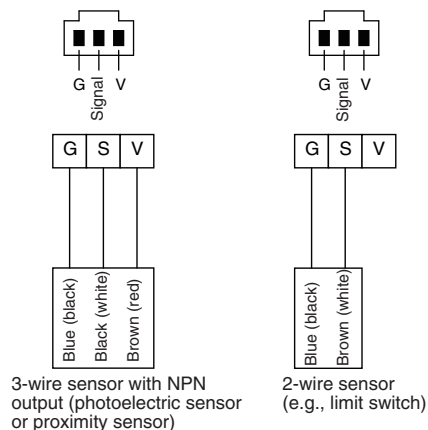 G Signal V
G S V
Blue (black)
Black (white)
Brown (red)
3-wire sensor with NPN
output (photoelectric sensor
or proximity sensor)
G Signal V
G S V
Blue (black)
Brown (white)
2-wire sensor
(e.g., limit switch)